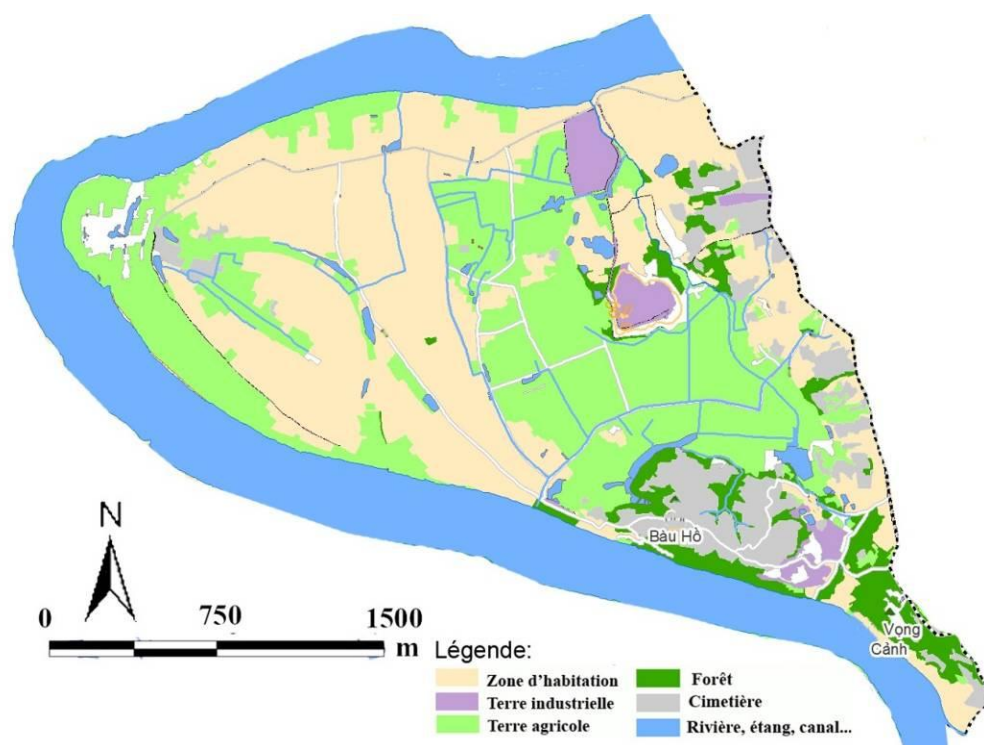 Bàu Hồ
Vọng
Cảnh
N
0 750 1500
m
Légende:
Zone d'habitation
Terre industrielle
Terre agricole
Forêt
Cimetière
Rivière, étang, canal...